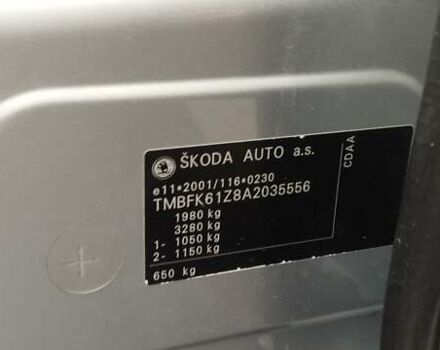 ŠKODA AUTO a.s.
e11*2001/116*0230
TMBFK61Z8A2035556
1980 kg
3280 kg
1- 1050 kg
2- 1150 kg
650 kg
CDAA